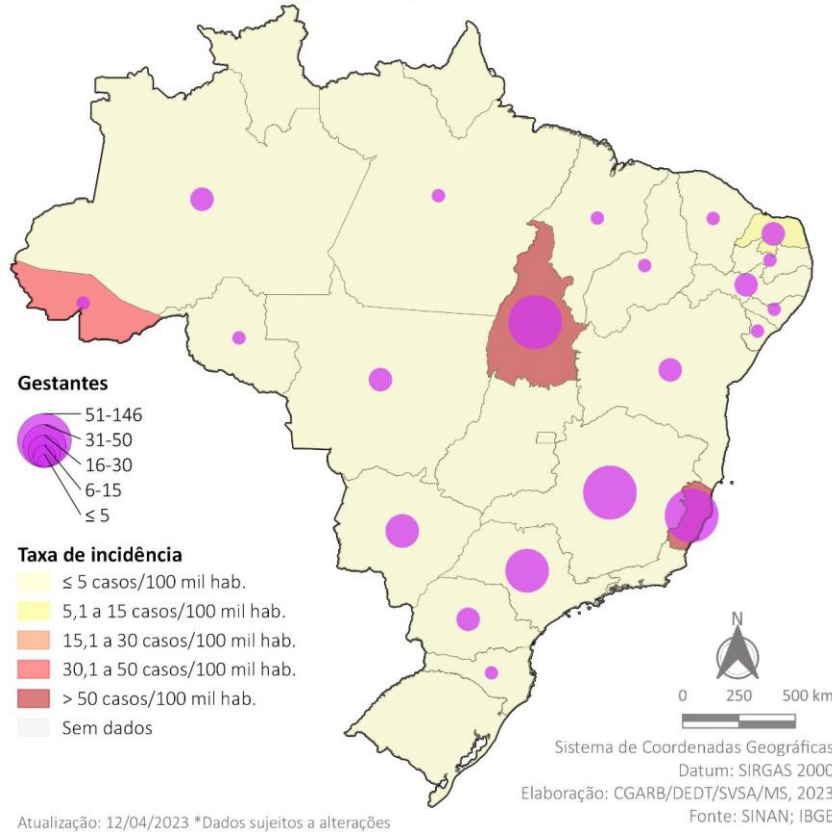 Gestantes
51-146
31-50
16-30
6-15
≤ 5
Taxa de incidência
≤ 5 casos/100 mil hab.
5,1 a 15 casos/100 mil hab.
15,1 a 30 casos/100 mil hab.
30,1 a 50 casos/100 mil hab.
> 50 casos/100 mil hab.
Sem dados
N
0 250 500 km
Sistema de Coordenadas Geográficas
Datum: SIRGAS 2000
Elaboração: CGARB/DEDT/SVSA/MS, 2023
Fonte: SINAN; IBGE
Atualização: 12/04/2023 *Dados sujeitos a alterações